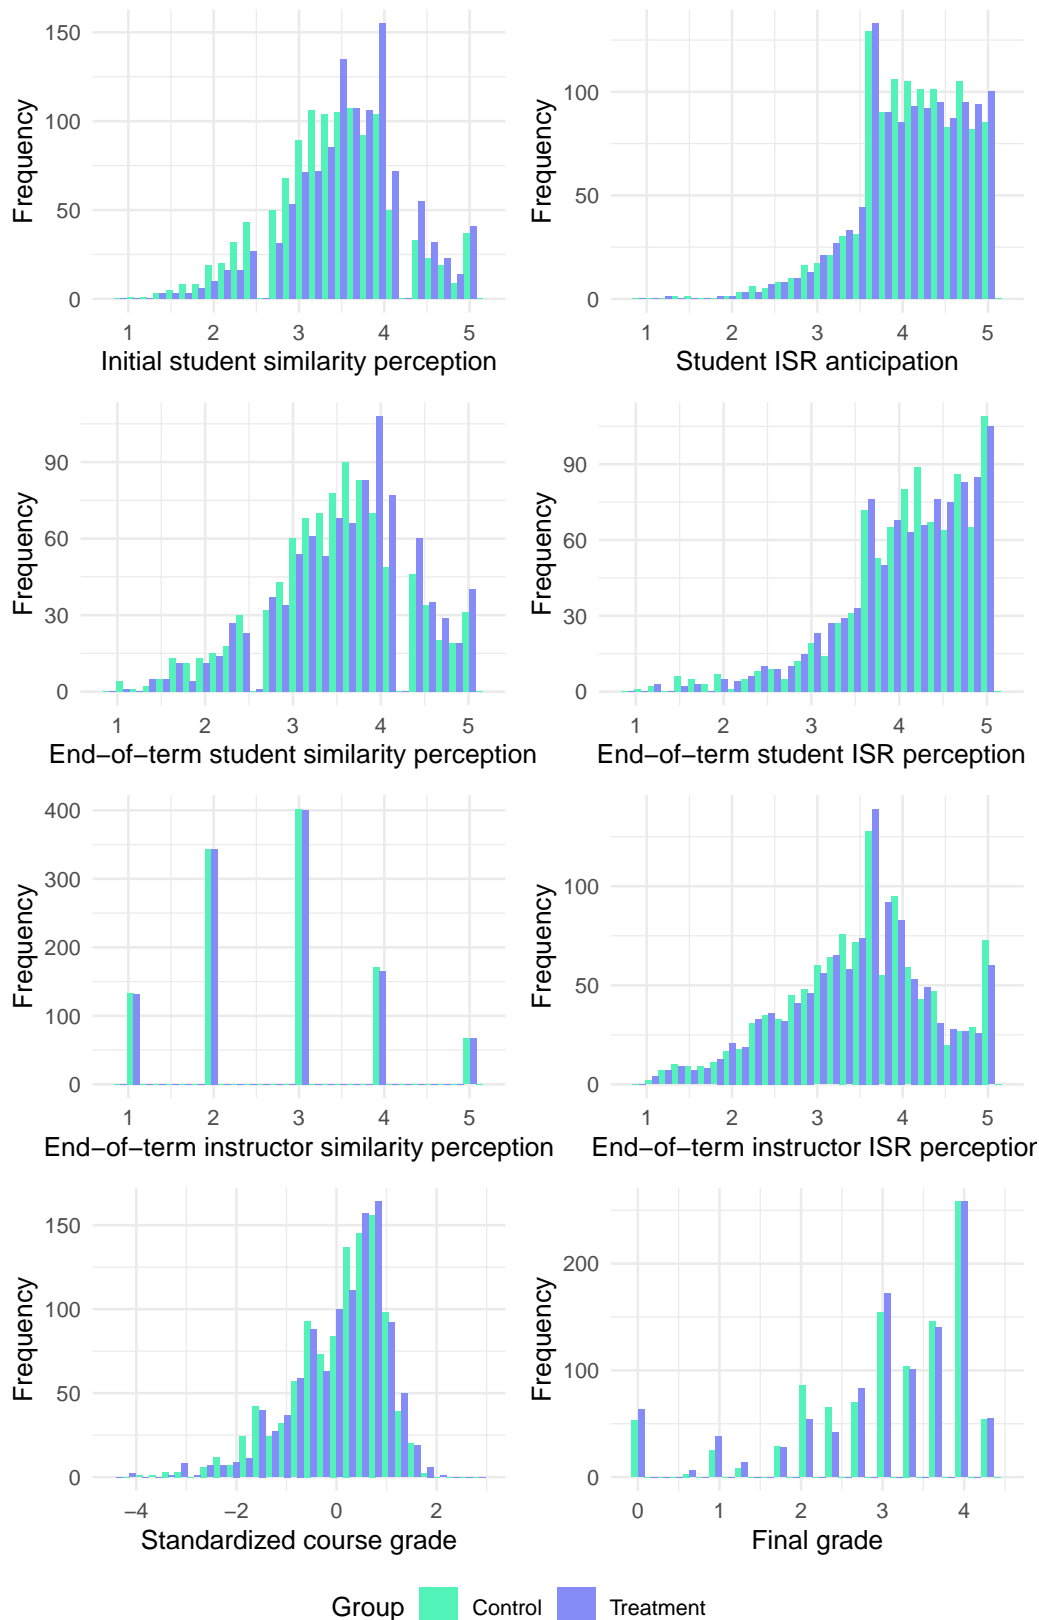 Frequency
150
100
50
0
1 2 3 4 5
Initial student similarity perception
Frequency
100
50
0
1 2 3 4 5
Student ISR anticipation
Frequency
90
60
30
0
1 2 3 4 5
End−of−term student similarity perception
Frequency
90
60
30
0
1 2 3 4 5
End−of−term student ISR perception
Frequency
400
300
200
100
0
1 2 3 4 5
End−of−term instructor similarity perception
Frequency
100
50
0
1 2 3 4 5
End−of−term instructor ISR perception
Frequency
150
100
50
0
−4 −2 0 2
Standardized course grade
Frequency
200
100
0
0 1 2 3 4
Final grade
Group Control Treatment